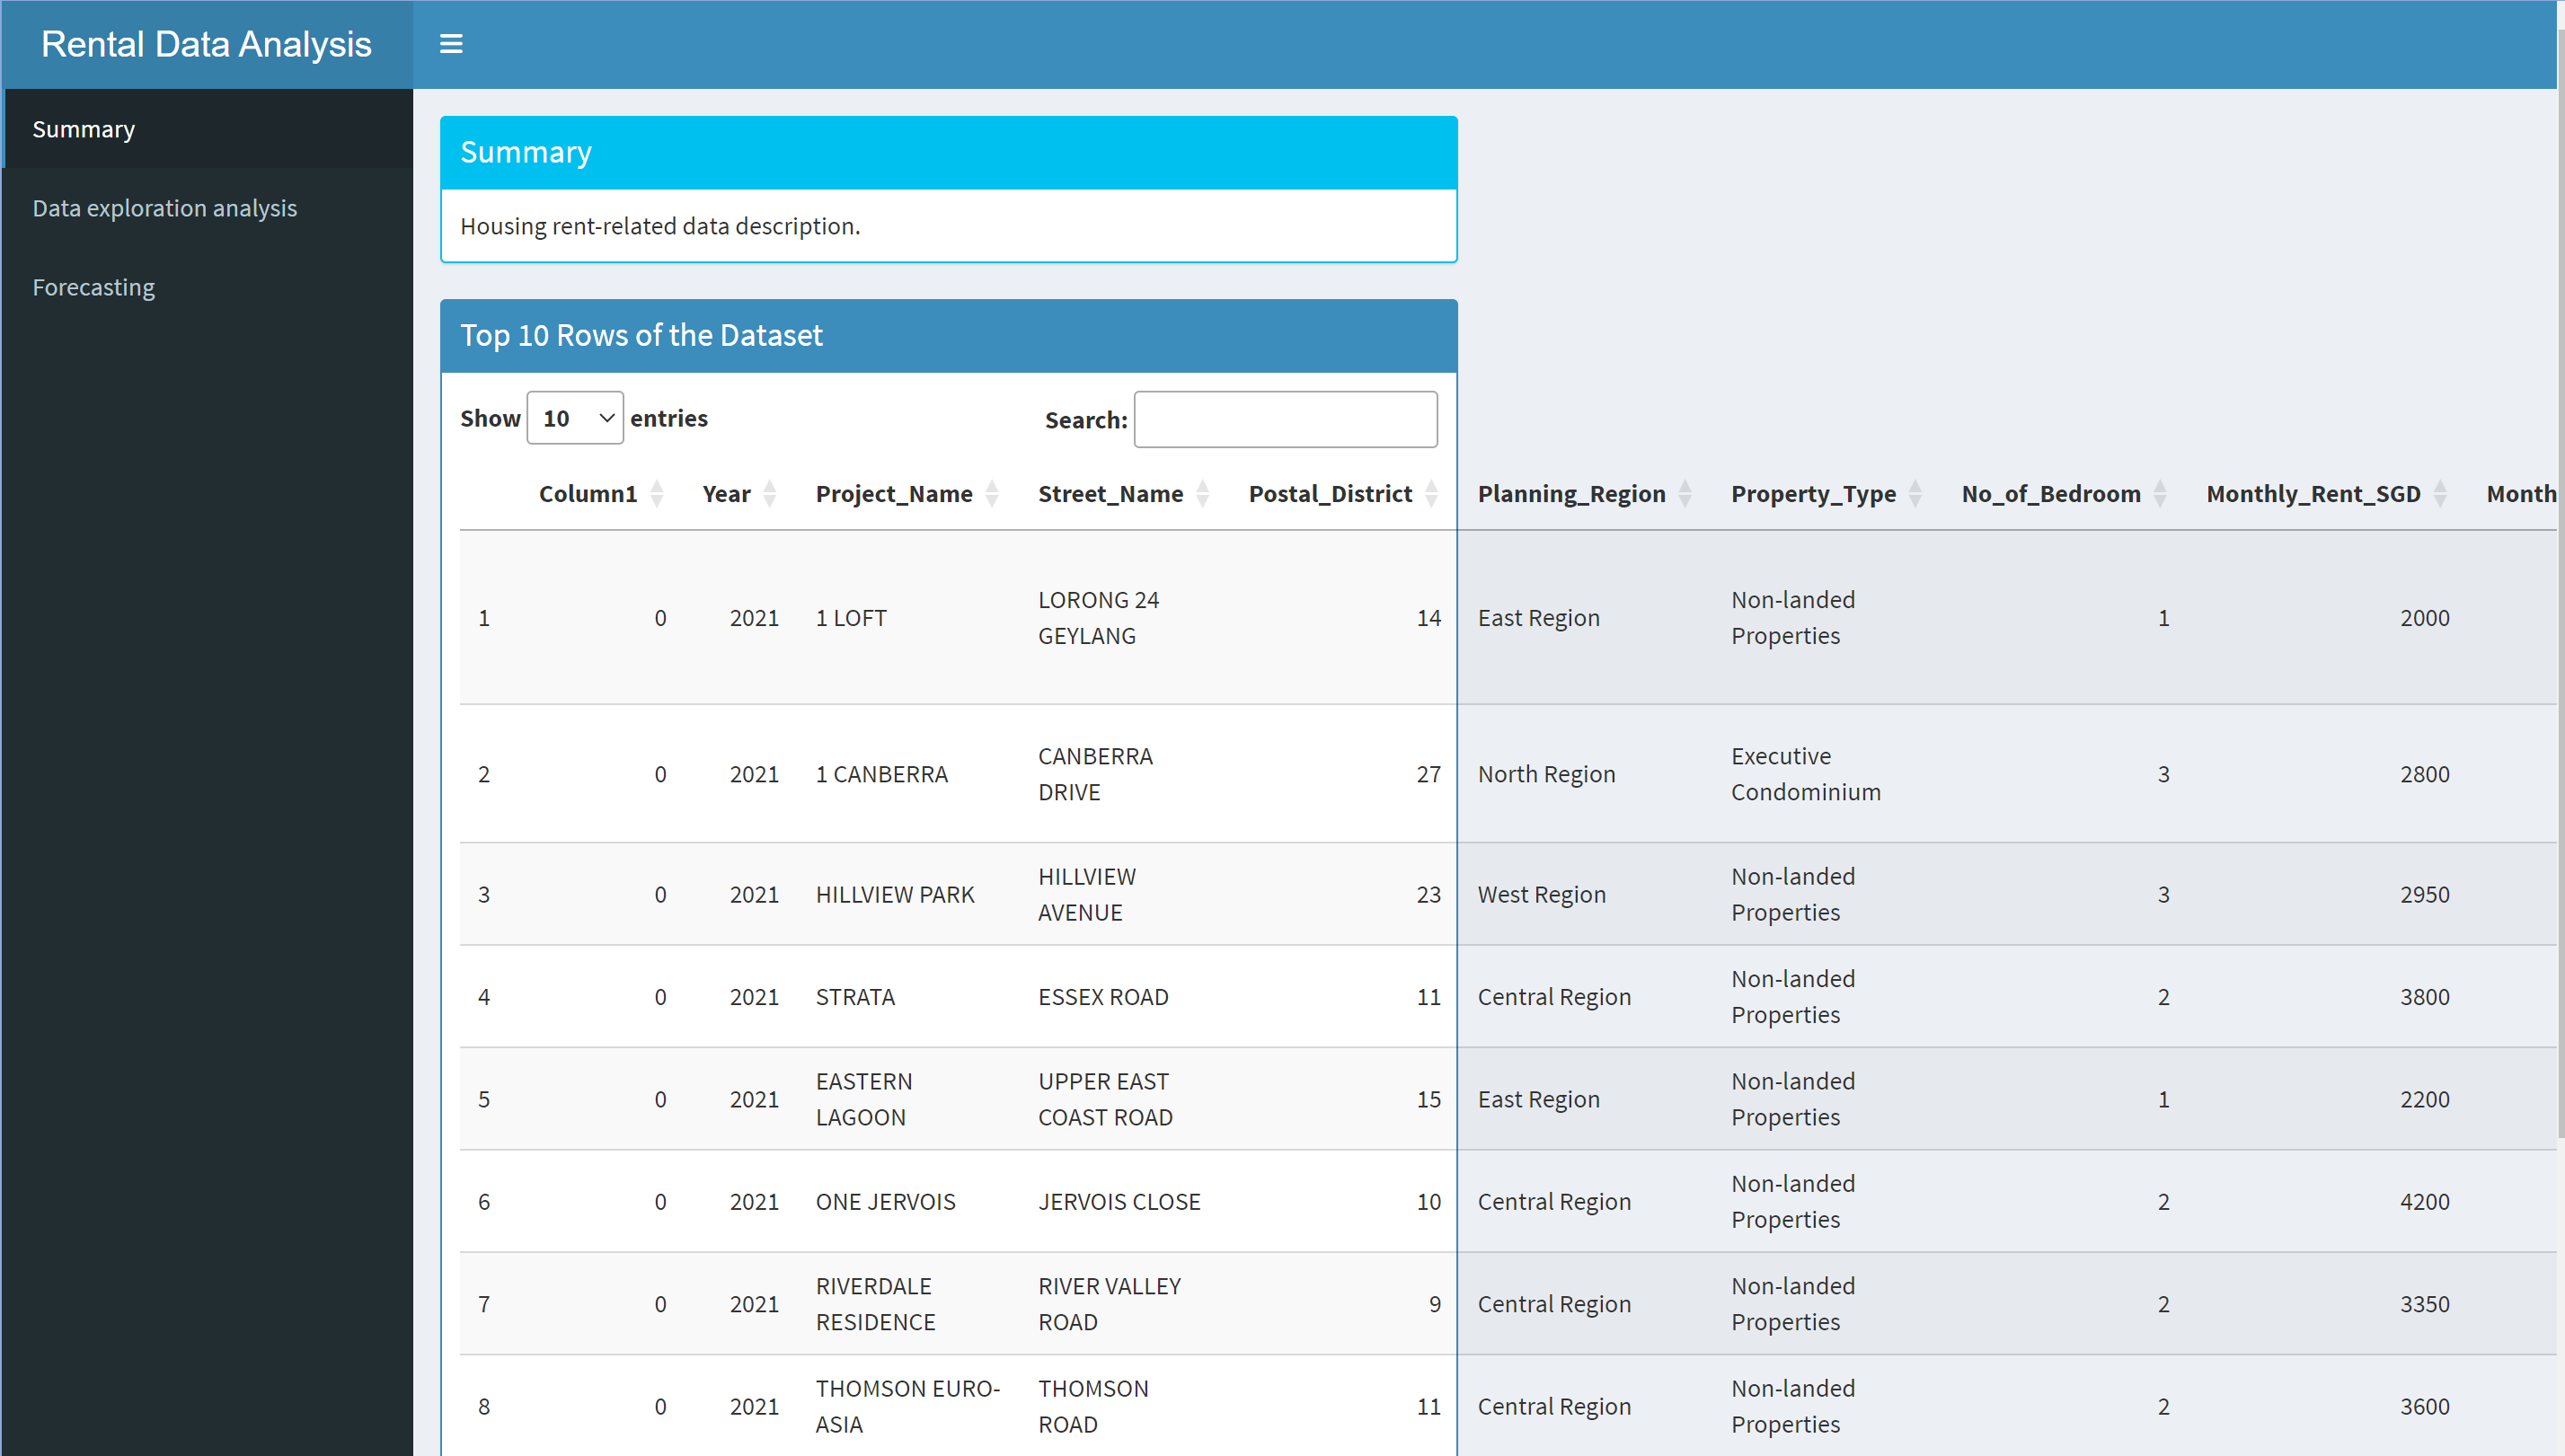 Rental Data Analysis
Summary
Data exploration analysis
Forecasting
Summary
Housing rent-related data description.
Top 10 Rows of the Dataset
Show 10 entries Search:
Column1 Year Project_Name Street_Name Postal_District Planning_Region Property_Type No_of_Bedroom Monthly_Rent_SGD Month
1 0 2021 1 LOFT LORONG 24 GEYLANG 14 East Region Non-landed Properties 1 2000
2 0 2021 1 CANBERRA CANBERRA DRIVE 27 North Region Executive Condominium 3 2800
3 0 2021 HILLVIEW PARK HILLVIEW AVENUE 23 West Region Non-landed Properties 3 2950
4 0 2021 STRATA ESSEX ROAD 11 Central Region Non-landed Properties 2 3800
5 0 2021 EASTERN LAGOON UPPER EAST COAST ROAD 15 East Region Non-landed Properties 1 2200
6 0 2021 ONE JERVOIS JERVOIS CLOSE 10 Central Region Non-landed Properties 2 4200
7 0 2021 RIVERDALE RESIDENCE RIVER VALLEY ROAD 9 Central Region Non-landed Properties 2 3350
8 0 2021 THOMSON EURO-ASIA THOMSON ROAD 11 Central Region Non-landed Properties 2 3600